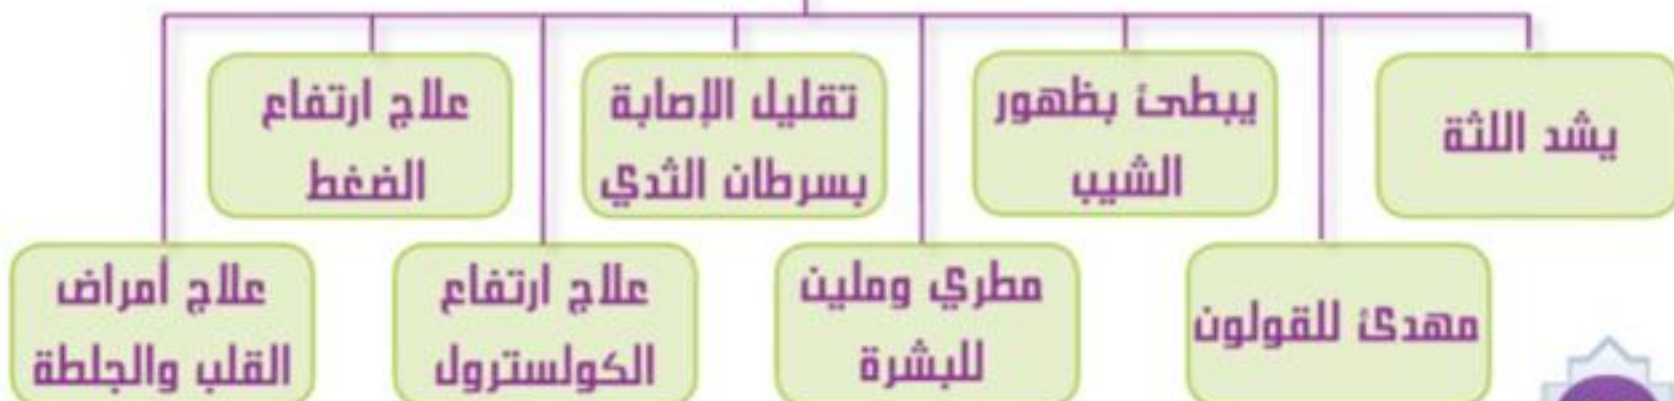 يشد اللثة
يبطئ بظهور
الشيب
تقليل الإصابة
بسرطان الثدي
علاج ارتفاع
الضغط
مهدئ للقولون
مطري وملين
للبشرة
علاج ارتفاع
الكولسترول
علاج أمراض
القلب والجلطة